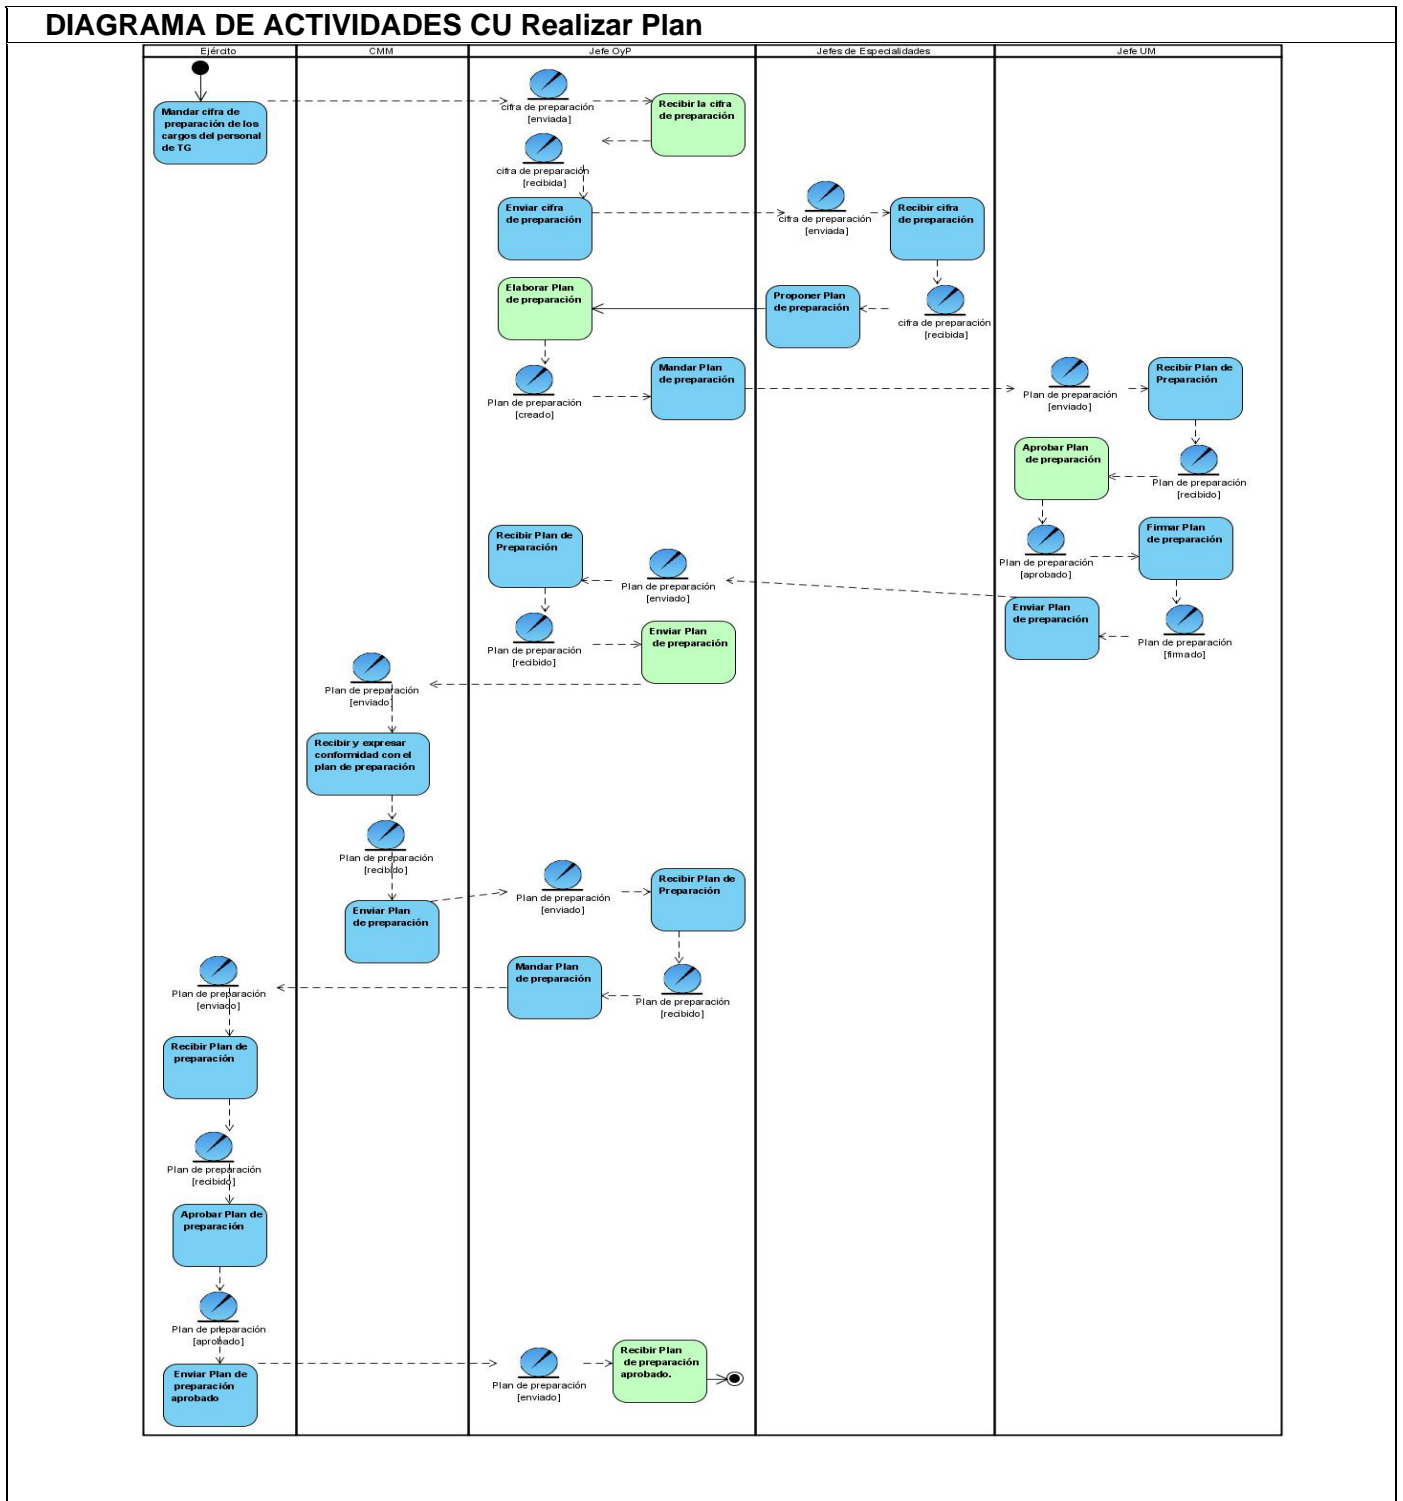 DIAGRAMA DE ACTIVIDADES CU Realizar Plan
Ejército
CMM
Jefe OyP
Jefes de Especialidades
Jefe UM
Mandar cifra de
preparación de los
cargos del personal
de TG
cifra de preparación
[enviada]
Recibir la cifra
de preparación
cifra de preparación
[recibida]
Enviar cifra
de preparación
cifra de preparación
[enviada]
Recibir cifra
de preparación
cifra de preparación
[recibida]
Proponer Plan
de preparación
Elaborar Plan
de preparación
Plan de preparación
[creado]
Mandar Plan
de preparación
Plan de preparación
[enviado]
Recibir Plan de
Preparación
Plan de preparación
[recibido]
Aprobar Plan
de preparación
Plan de preparación
[aprobado]
Firmar Plan
de preparación
Plan de preparación
[firmado]
Enviar Plan
de preparación
Plan de preparación
[enviado]
Recibir Plan de
Preparación
Plan de preparación
[recibido]
Enviar Plan
de preparación
Plan de preparación
[enviado]
Recibir y expresar
conformidad con el
plan de preparación
Plan de preparación
[recibido]
Enviar Plan
de preparación
Plan de preparación
[enviado]
Recibir Plan de
Preparación
Plan de preparación
[recibido]
Mandar Plan
de preparación
Plan de preparación
[enviado]
Recibir Plan de
preparación
Plan de preparación
[recibido]
Aprobar Plan de
preparación
Plan de preparación
[aprobado]
Enviar Plan de
preparación
aprobado
Plan de preparación
[enviado]
Recibir Plan
de preparación
aprobado.